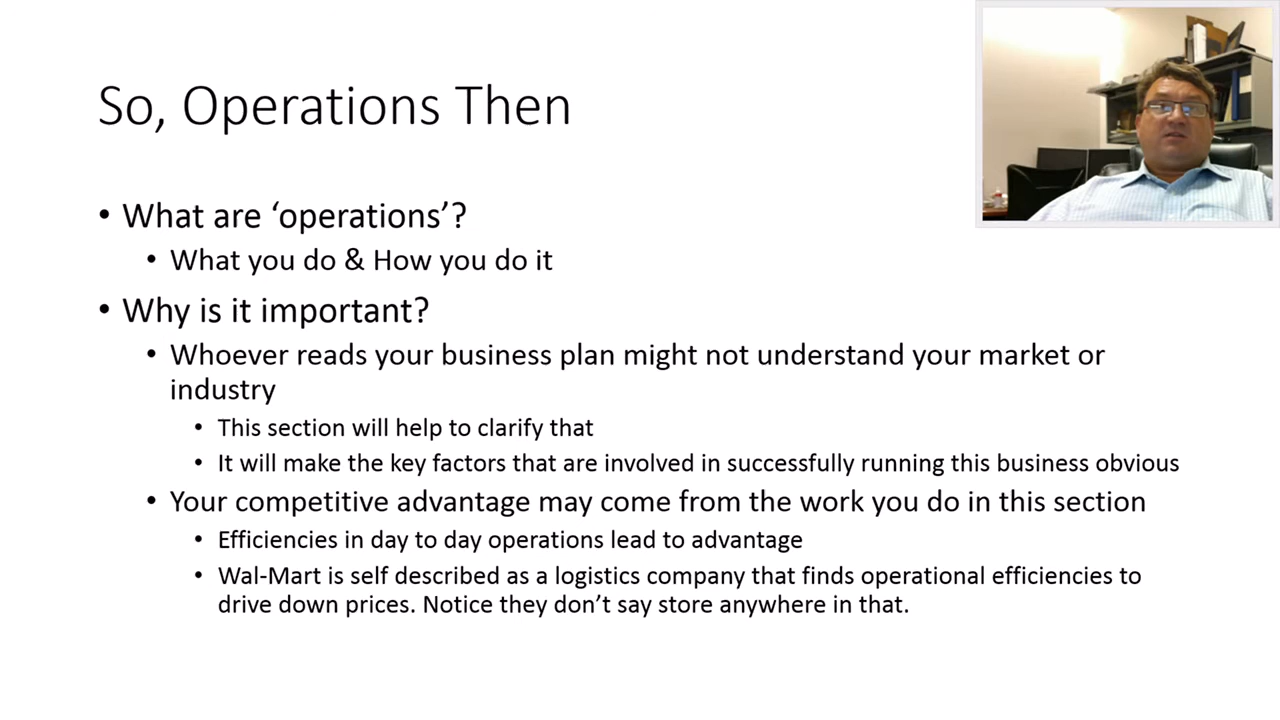 So, Operations Then
• What are ‘operations’?
• What you do & How you do it
• Why is it important?
• Whoever reads your business plan might not understand your market or
industry
• This section will help to clarify that
• It will make the key factors that are involved in successfully running this business obvious
• Your competitive advantage may come from the work you do in this section
• Efficiencies in day to day operations lead to advantage
• Wal-Mart is self described as a logistics company that finds operational efficiencies to
drive down prices. Notice they don’t say store anywhere in that.